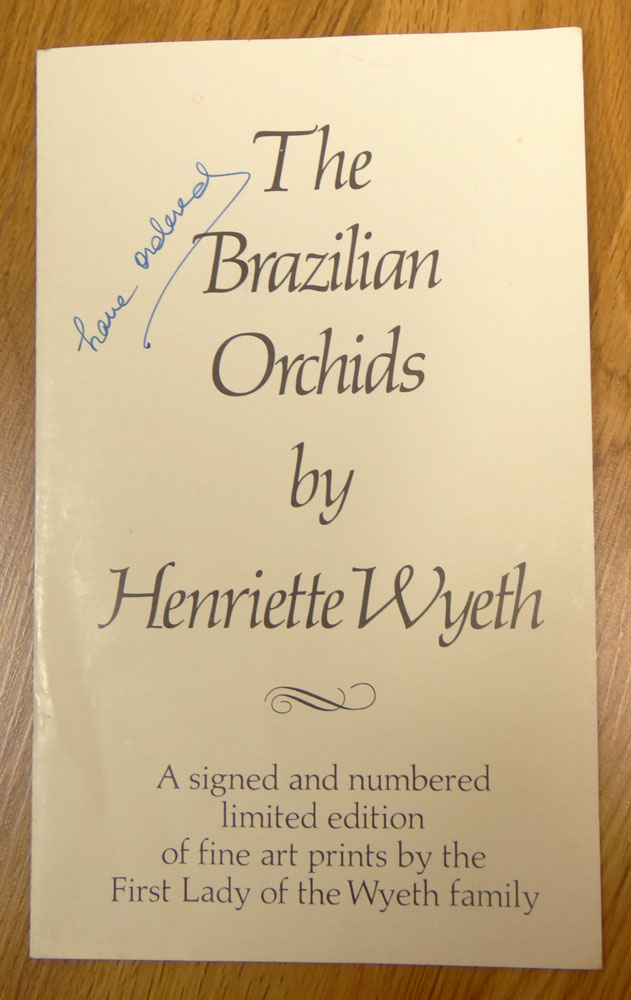 have ordered
The
Brazilian
Orchids
by
Henriette Wyeth
A signed and numbered
limited edition
of fine art prints by the
First Lady of the Wyeth family